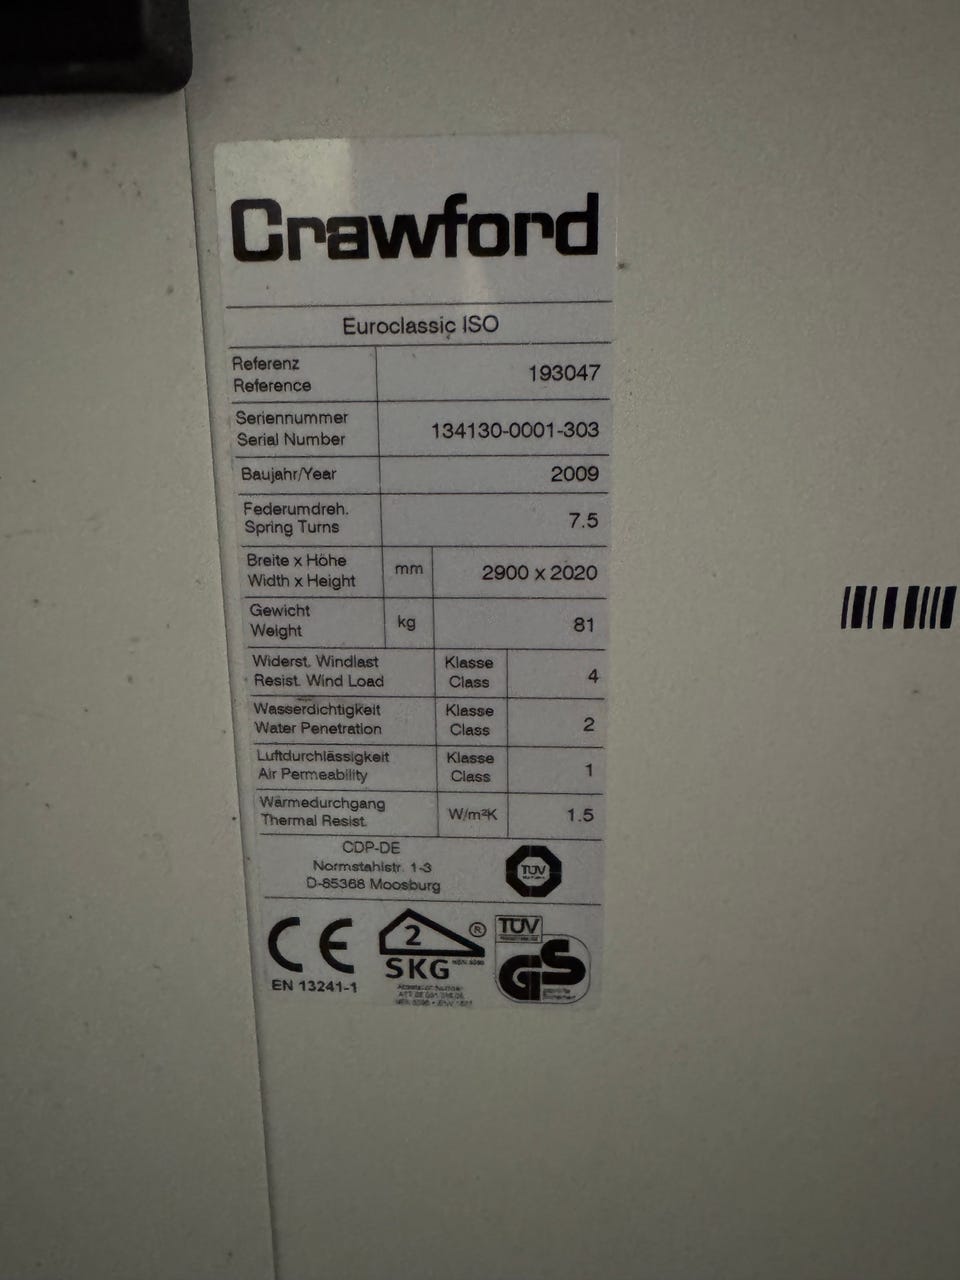 Crawford
Euroclassic ISO
Referenz
Reference
193047
Seriennummer
Serial Number
134130-0001-303
Baujahr/Year
2009
Federumdreh.
Spring Turns
7.5
Breite x Höhe
Width x Height
mm
2900 x 2020
Gewicht
Weight
kg
81
Widerst. Windlast
Resist. Wind Load
Klasse
Class
4
Wasserdichtigkeit
Water Penetration
Klasse
Class
2
Luftdurchlässigkeit
Air Permeability
Klasse
Class
1
Wärmedurchgang
Thermal Resist.
W/m²K
1.5
CDP-DE
Normstahlstr. 1-3
D-85368 Moosburg
TÜV
CE
EN 13241-1
2
®
SKG
TÜV
GS